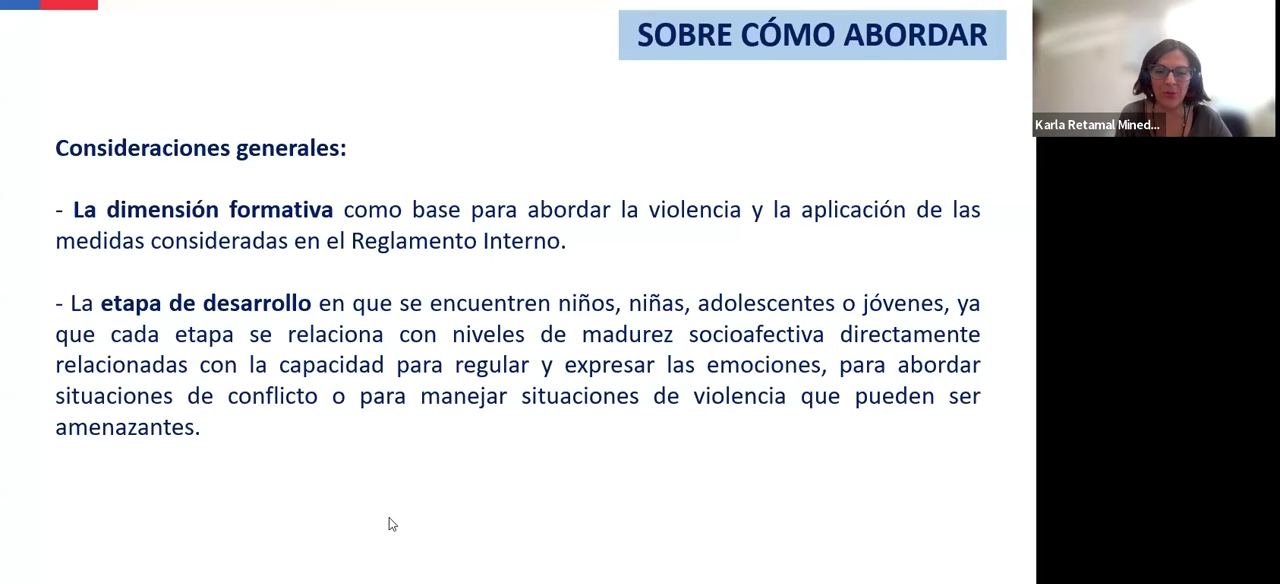 SOBRE CÓMO ABORDAR
Karla Retamal Mined...
Consideraciones generales:
- La dimensión formativa como base para abordar la violencia y la aplicación de las
medidas consideradas en el Reglamento Interno.
- La etapa de desarrollo en que se encuentren niños, niñas, adolescentes o jóvenes, ya
que cada etapa se relaciona con niveles de madurez socioafectiva directamente
relacionadas con la capacidad para regular y expresar las emociones, para abordar
situaciones de conflicto o para manejar situaciones de violencia que pueden ser
amenazantes.